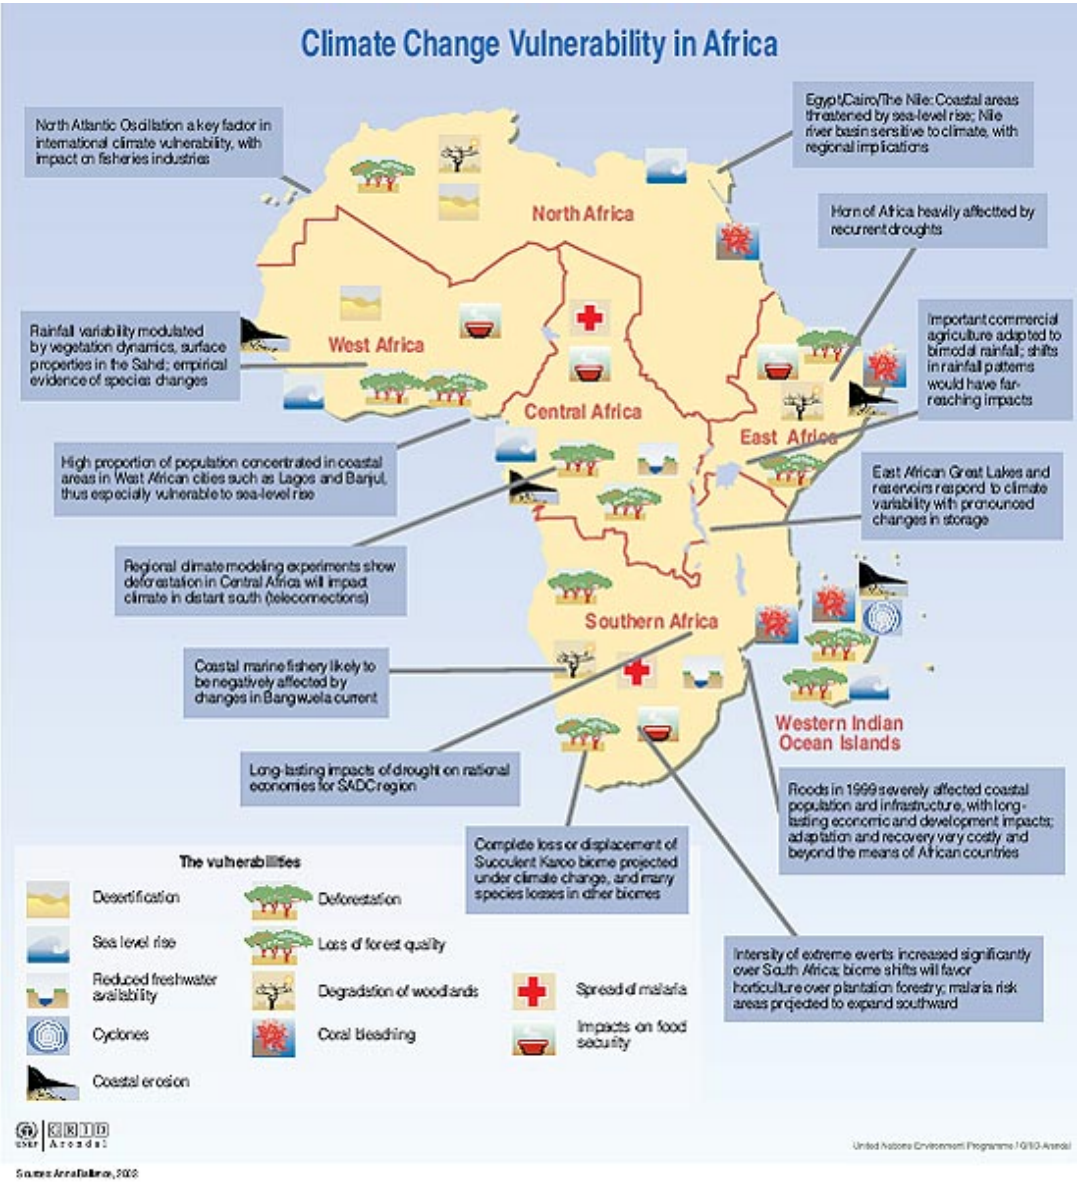 Climate Change Vulnerability in Africa
North Atlantic Oscillation a key factor in
international climate vulnerability, with
impact on fisheries industries
Egypt/Cairo/The Nile: Coastal areas
threatened by sea-level rise; Nile
river basin sensitive to climate, with
regional implications
Horn of Africa heavily affectted by
recurrent droughts
North Africa
Important commercial
agriculture adapted to
bimodal rainfall; shifts
in rainfall patterns
would have far-
reaching impacts
Rainfall variability modulated
by vegetation dynamics, surface
properties in the Sahel; empirical
evidence of species changes
West Africa
Central Africa
East Africa
High proportion of population concentrated in coastal
areas in West African cities such as Lagos and Banjul,
thus especially vulnerable to sea-level rise
East African Great Lakes and
reservoirs respond to climate
variability with pronounced
changes in storage
Regional climate modeling experiments show
deforestation in Central Africa will impact
climate in distant south (teleconnections)
Southern Africa
Coastal marine fishery likely to
be negatively affected by
changes in Bangwuela current
Western Indian
Ocean Islands
Long-lasting impacts of drought on national
economies for SADC region
Floods in 1999 severely affected coastal
population and infrastructure, with long-
lasting economic and development impacts;
adaptation and recovery very costly and
beyond the means of African countries
Complete loss or displacement of
Succulent Karoo biome projected
under climate change, and many
species losses in other biomes
Intensity of extreme events increased significantly
over South Africa; biome shifts will favor
horticulture over plantation forestry; malaria risk
areas projected to expand southward
The vulnerabilities
Desertification
Sea level rise
Reduced freshwater
availability
Cyclones
Coastal erosion
Deforestation
Loss of forest quality
Degradation of woodlands
Coral bleaching
Spread of malaria
Impacts on food
security
UNEP
GRID
Arendal
United Nations Environment Programme / GRID-Arendal
Sources: Anna Ballance, 2002